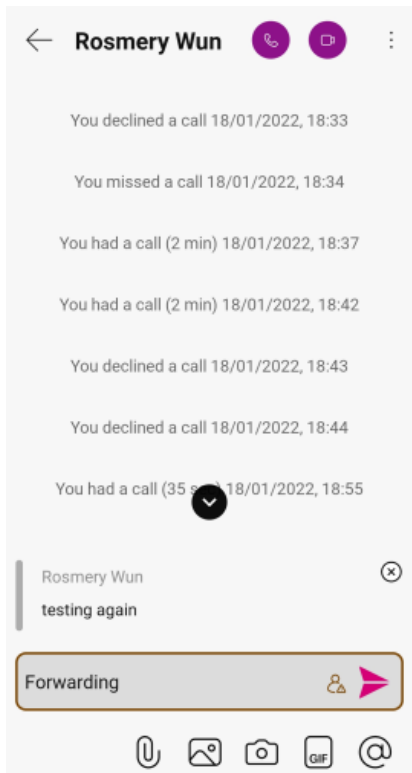 Rosmery Wun
You declined a call 18/01/2022, 18:33
You missed a call 18/01/2022, 18:34
You had a call (2 min) 18/01/2022, 18:37
You had a call (2 min) 18/01/2022, 18:42
You declined a call 18/01/2022, 18:43
You declined a call 18/01/2022, 18:44
You had a call (35 18/01/2022, 18:55
Rosmery Wun
testing again
Forwarding
GIF